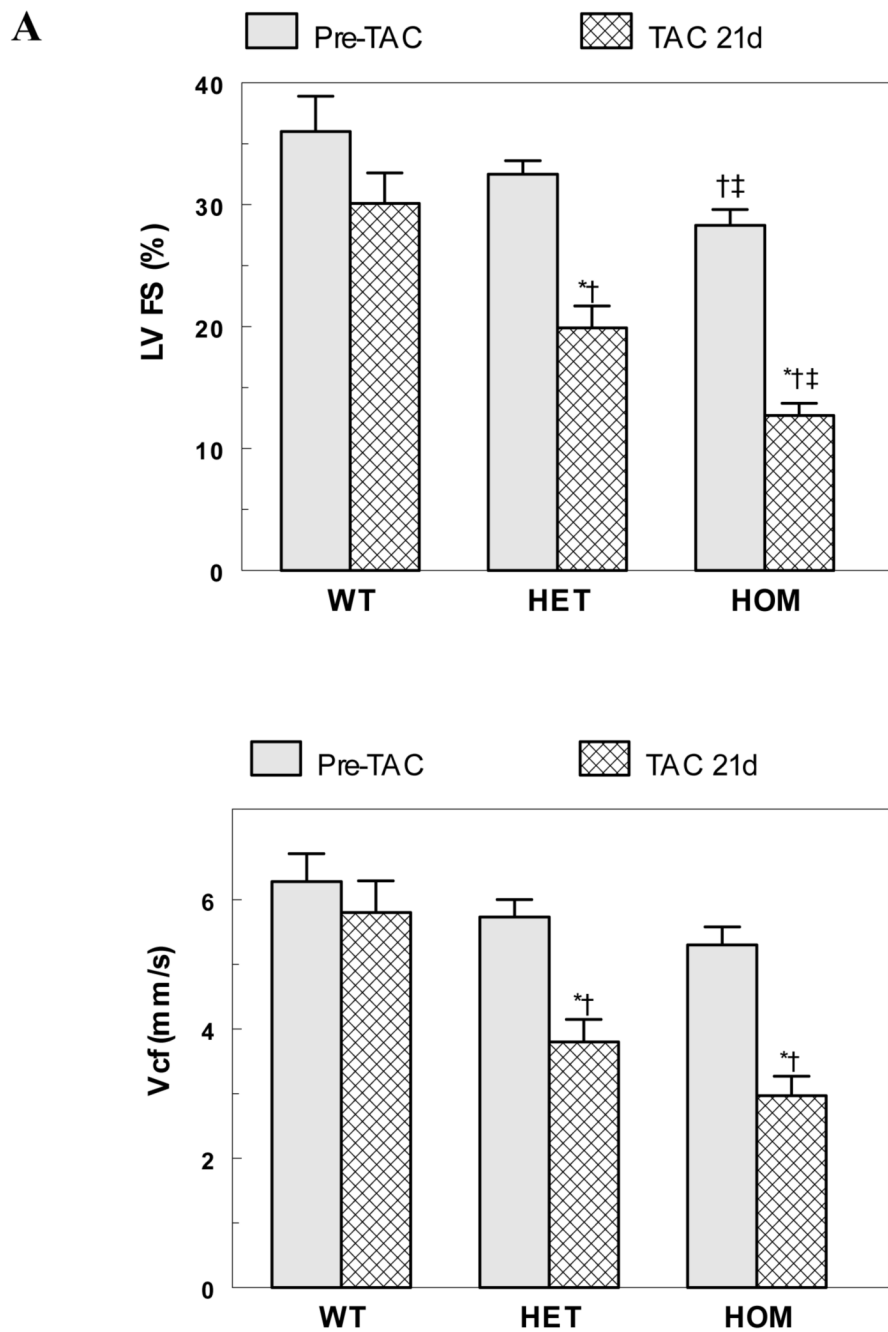 A
Pre-TAC TAC 21d
40
30
20
10
0
LV FS (%)
†‡
*†
*†‡
WT HET HOM
Pre-TAC TAC 21d
6
4
2
0
Vcf (mm/s)
*†
*†
WT HET HOM